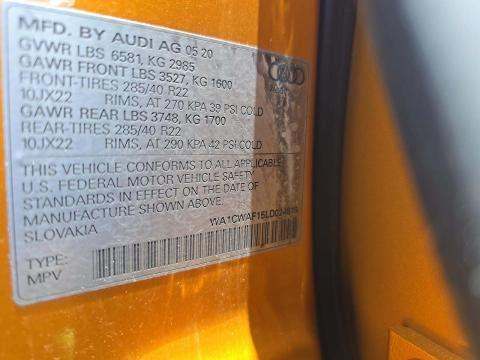 MFD. BY AUDI AG 05 20
GVWR LBS 6581, KG 2985
GAWR FRONT LBS 3527, KG 1600
FRONT-TIRES 285/40 R22
10JX22 RIMS, AT 270 KPA 39 PSI COLD
GAWR REAR LBS 3748, KG 1700
REAR-TIRES 285/40 R22
10JX22 RIMS, AT 290 KPA 42 PSI COLD
THIS VEHICLE CONFORMS TO ALL APPLICABLE
U.S. FEDERAL MOTOR VEHICLE SAFETY
STANDARDS IN EFFECT ON THE DATE OF
MANUFACTURE SHOWN ABOVE
SLOVAKIA
TYPE:
MPV